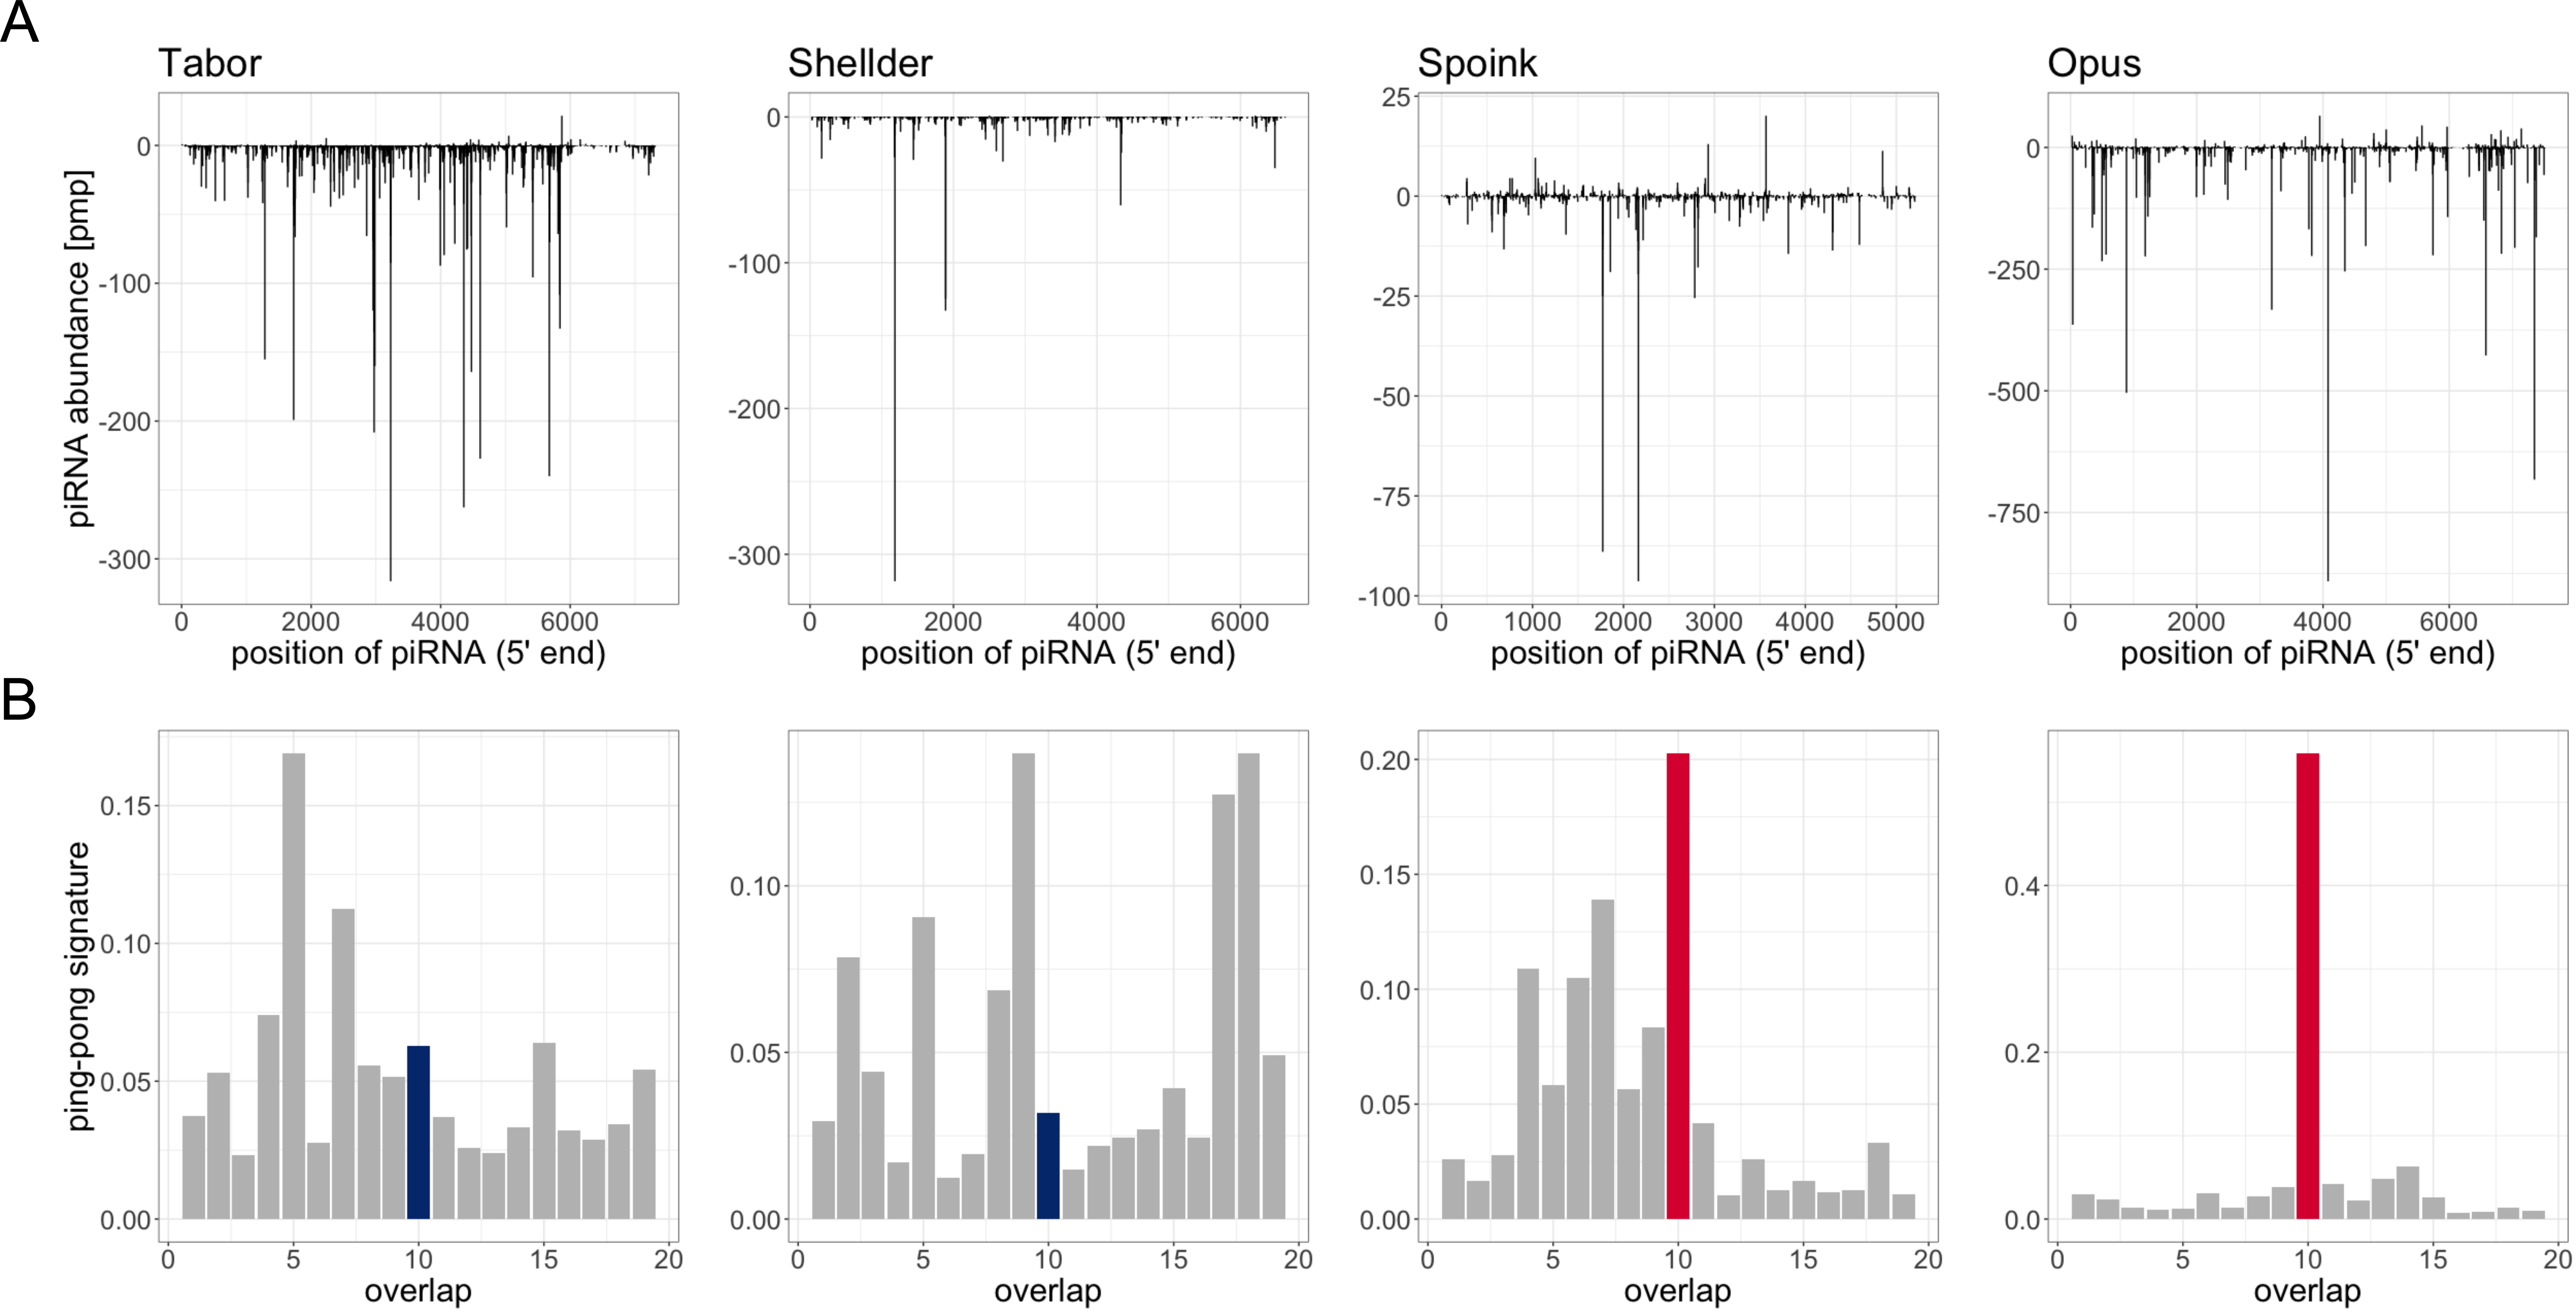 A
Tabor
Shellder
Spoink
Opus
piRNA abundance [pmp]
0
-100
-200
-300
0
-100
-200
-300
25
0
-25
-50
-75
-100
0
-250
-500
-750
0 2000 4000 6000
0 2000 4000 6000
0 1000 2000 3000 4000 5000
0 2000 4000 6000
position of piRNA (5' end)
position of piRNA (5' end)
position of piRNA (5' end)
position of piRNA (5' end)
B
ping-pong signature
0.15
0.10
0.05
0.00
0.10
0.05
0.00
0.20
0.15
0.10
0.05
0.00
0.4
0.2
0.0
0 5 10 15 20
0 5 10 15 20
0 5 10 15 20
0 5 10 15 20
overlap
overlap
overlap
overlap